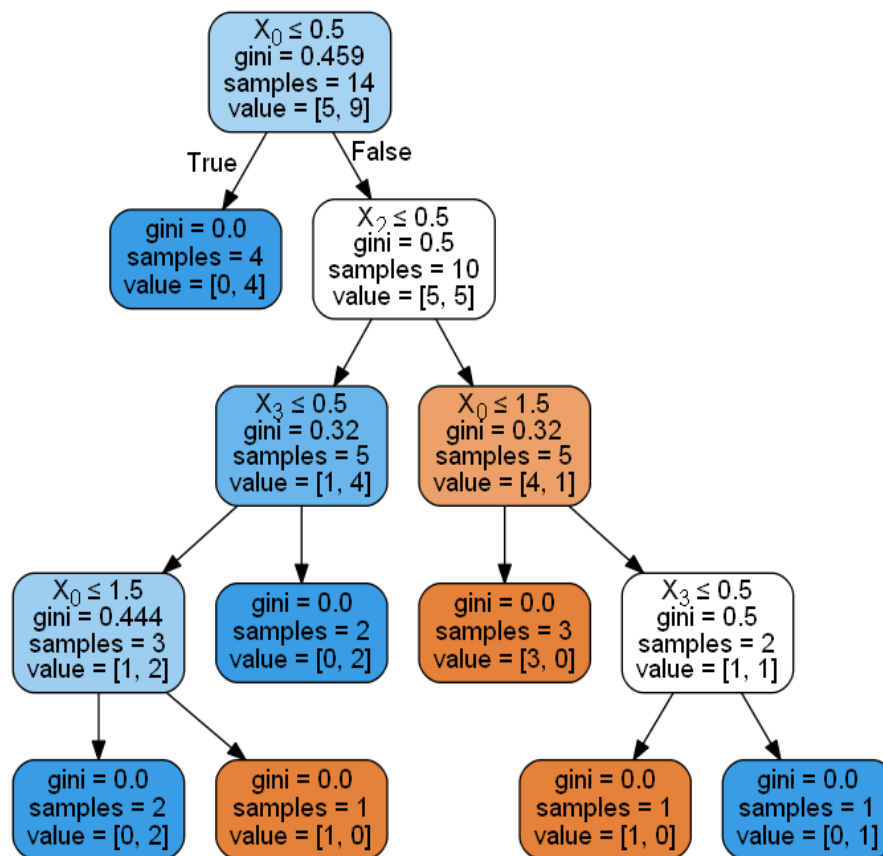 X₀ ≤ 0.5
gini = 0.459
samples = 14
value = [5, 9]
True
False
gini = 0.0
samples = 4
value = [0, 4]
X₂ ≤ 0.5
gini = 0.5
samples = 10
value = [5, 5]
X₃ ≤ 0.5
gini = 0.32
samples = 5
value = [1, 4]
X₀ ≤ 1.5
gini = 0.32
samples = 5
value = [4, 1]
X₀ ≤ 1.5
gini = 0.444
samples = 3
value = [1, 2]
gini = 0.0
samples = 2
value = [0, 2]
gini = 0.0
samples = 3
value = [3, 0]
X₃ ≤ 0.5
gini = 0.5
samples = 2
value = [1, 1]
gini = 0.0
samples = 2
value = [0, 2]
gini = 0.0
samples = 1
value = [1, 0]
gini = 0.0
samples = 1
value = [1, 0]
gini = 0.0
samples = 1
value = [0, 1]